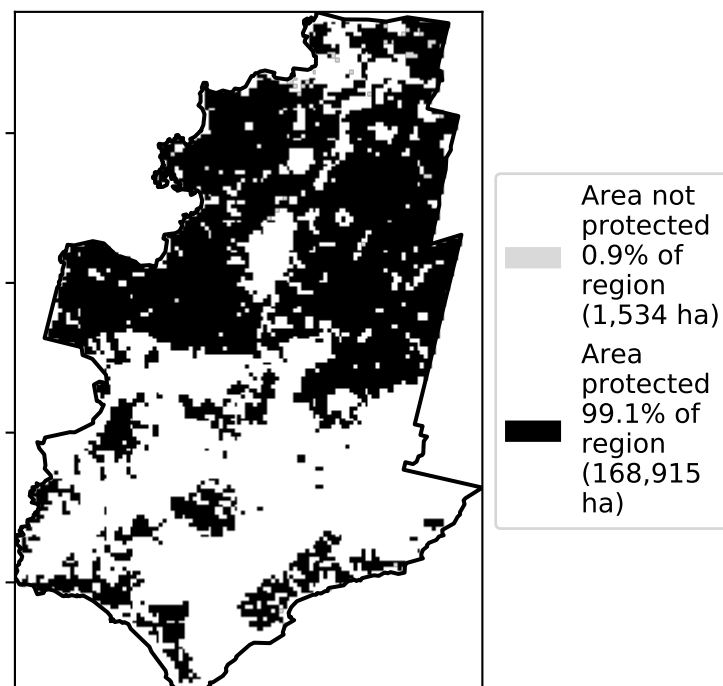 Area not
protected
0.9% of
region
(1,534 ha)
Area
protected
99.1% of
region
(168,915
ha)